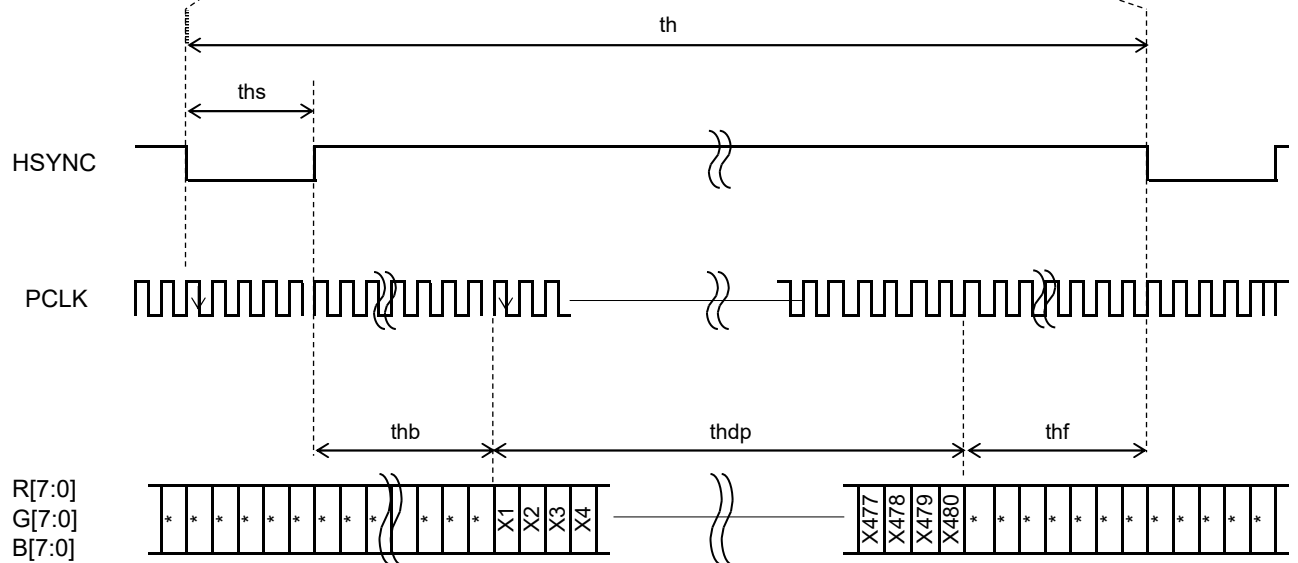 th
ths
HSYNC
PCLK
thb thdp thf
R[7:0]
G[7:0] * * * * * * * * * * * * X1 X2 X3 X4 X477 X478 X479 X480 * * * * * * * * * * * *
B[7:0]